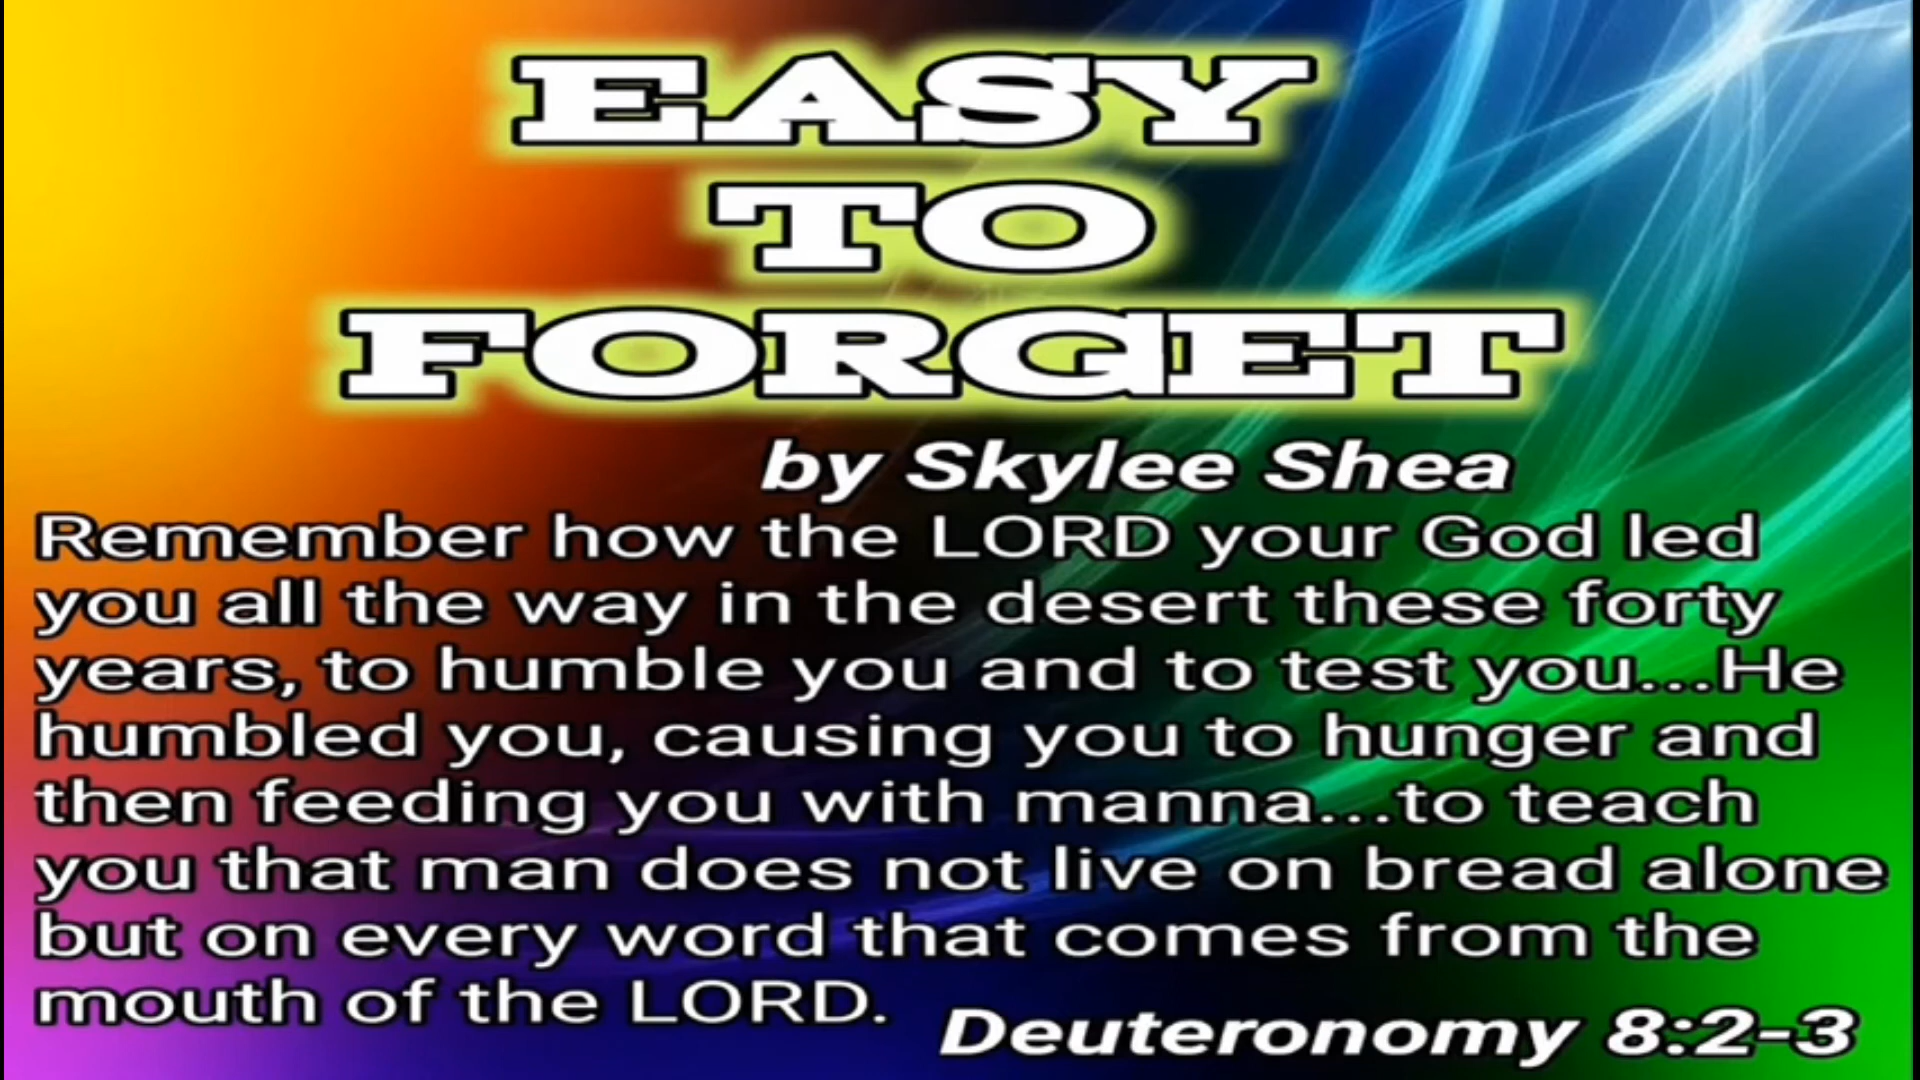 EASY
TO
FORGET
by Skylee Shea
Remember how the LORD your God led
you all the way in the desert these forty
years, to humble you and to test you...He
humbled you, causing you to hunger and
then feeding you with manna...to teach
you that man does not live on bread alone
but on every word that comes from the
mouth of the LORD.
Deuteronomy 8:2-3